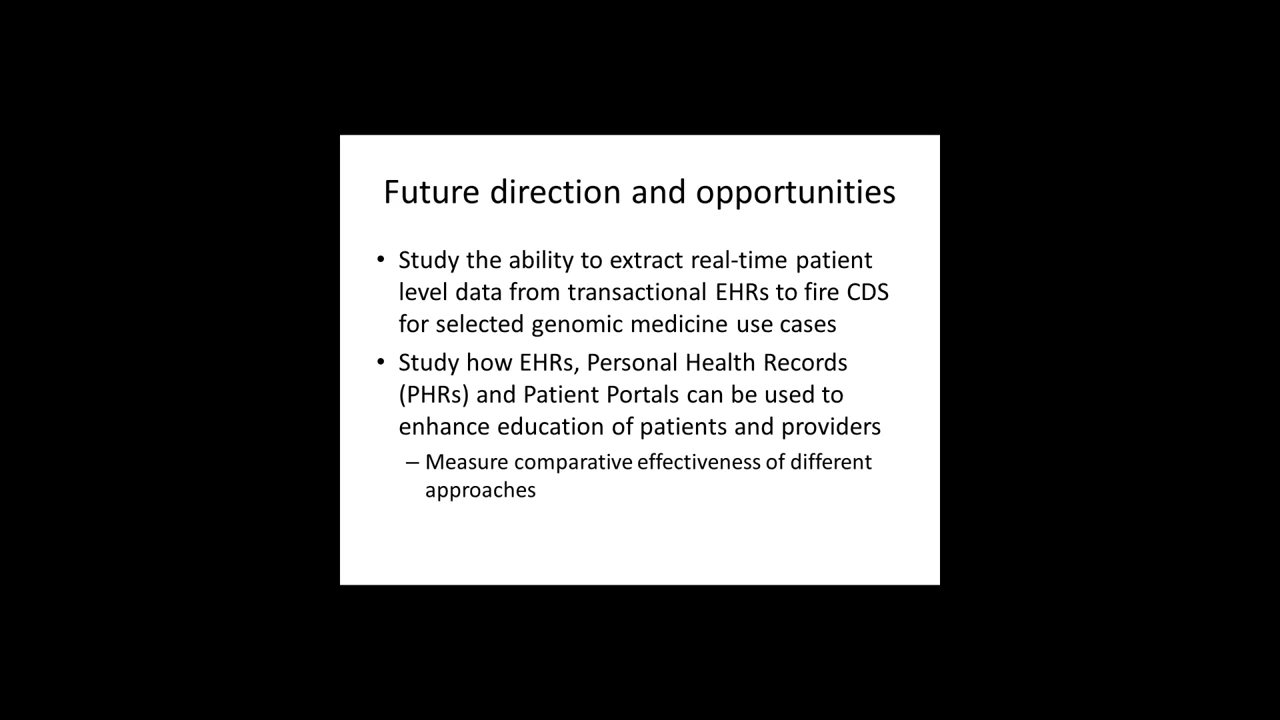 Future direction and opportunities
• Study the ability to extract real-time patient
level data from transactional EHRs to fire CDS
for selected genomic medicine use cases
• Study how EHRs, Personal Health Records
(PHRs) and Patient Portals can be used to
enhance education of patients and providers
– Measure comparative effectiveness of different
approaches